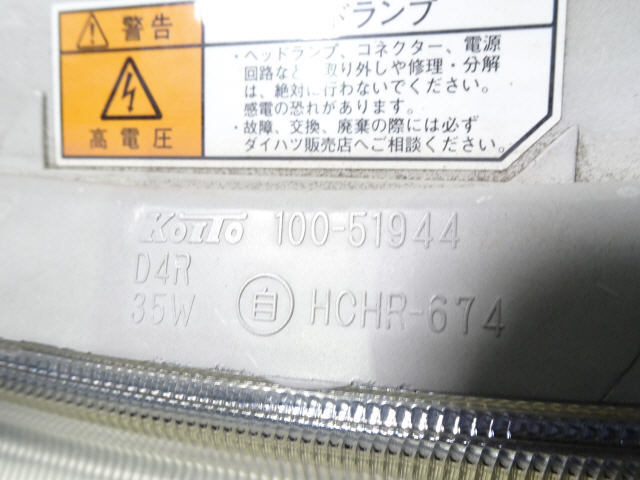 警告
ドランプ
高電圧
・ヘッドランプ、コネクター、電源
回路など 取り外しや修理・分解
は、絶対に行わないでください。
感電の恐れがあります。
・故障、交換、廃棄の際には必ず
ダイハツ販売店へご相談ください。
KOITO 100-51944
D4R
35W 自 HCHR-674